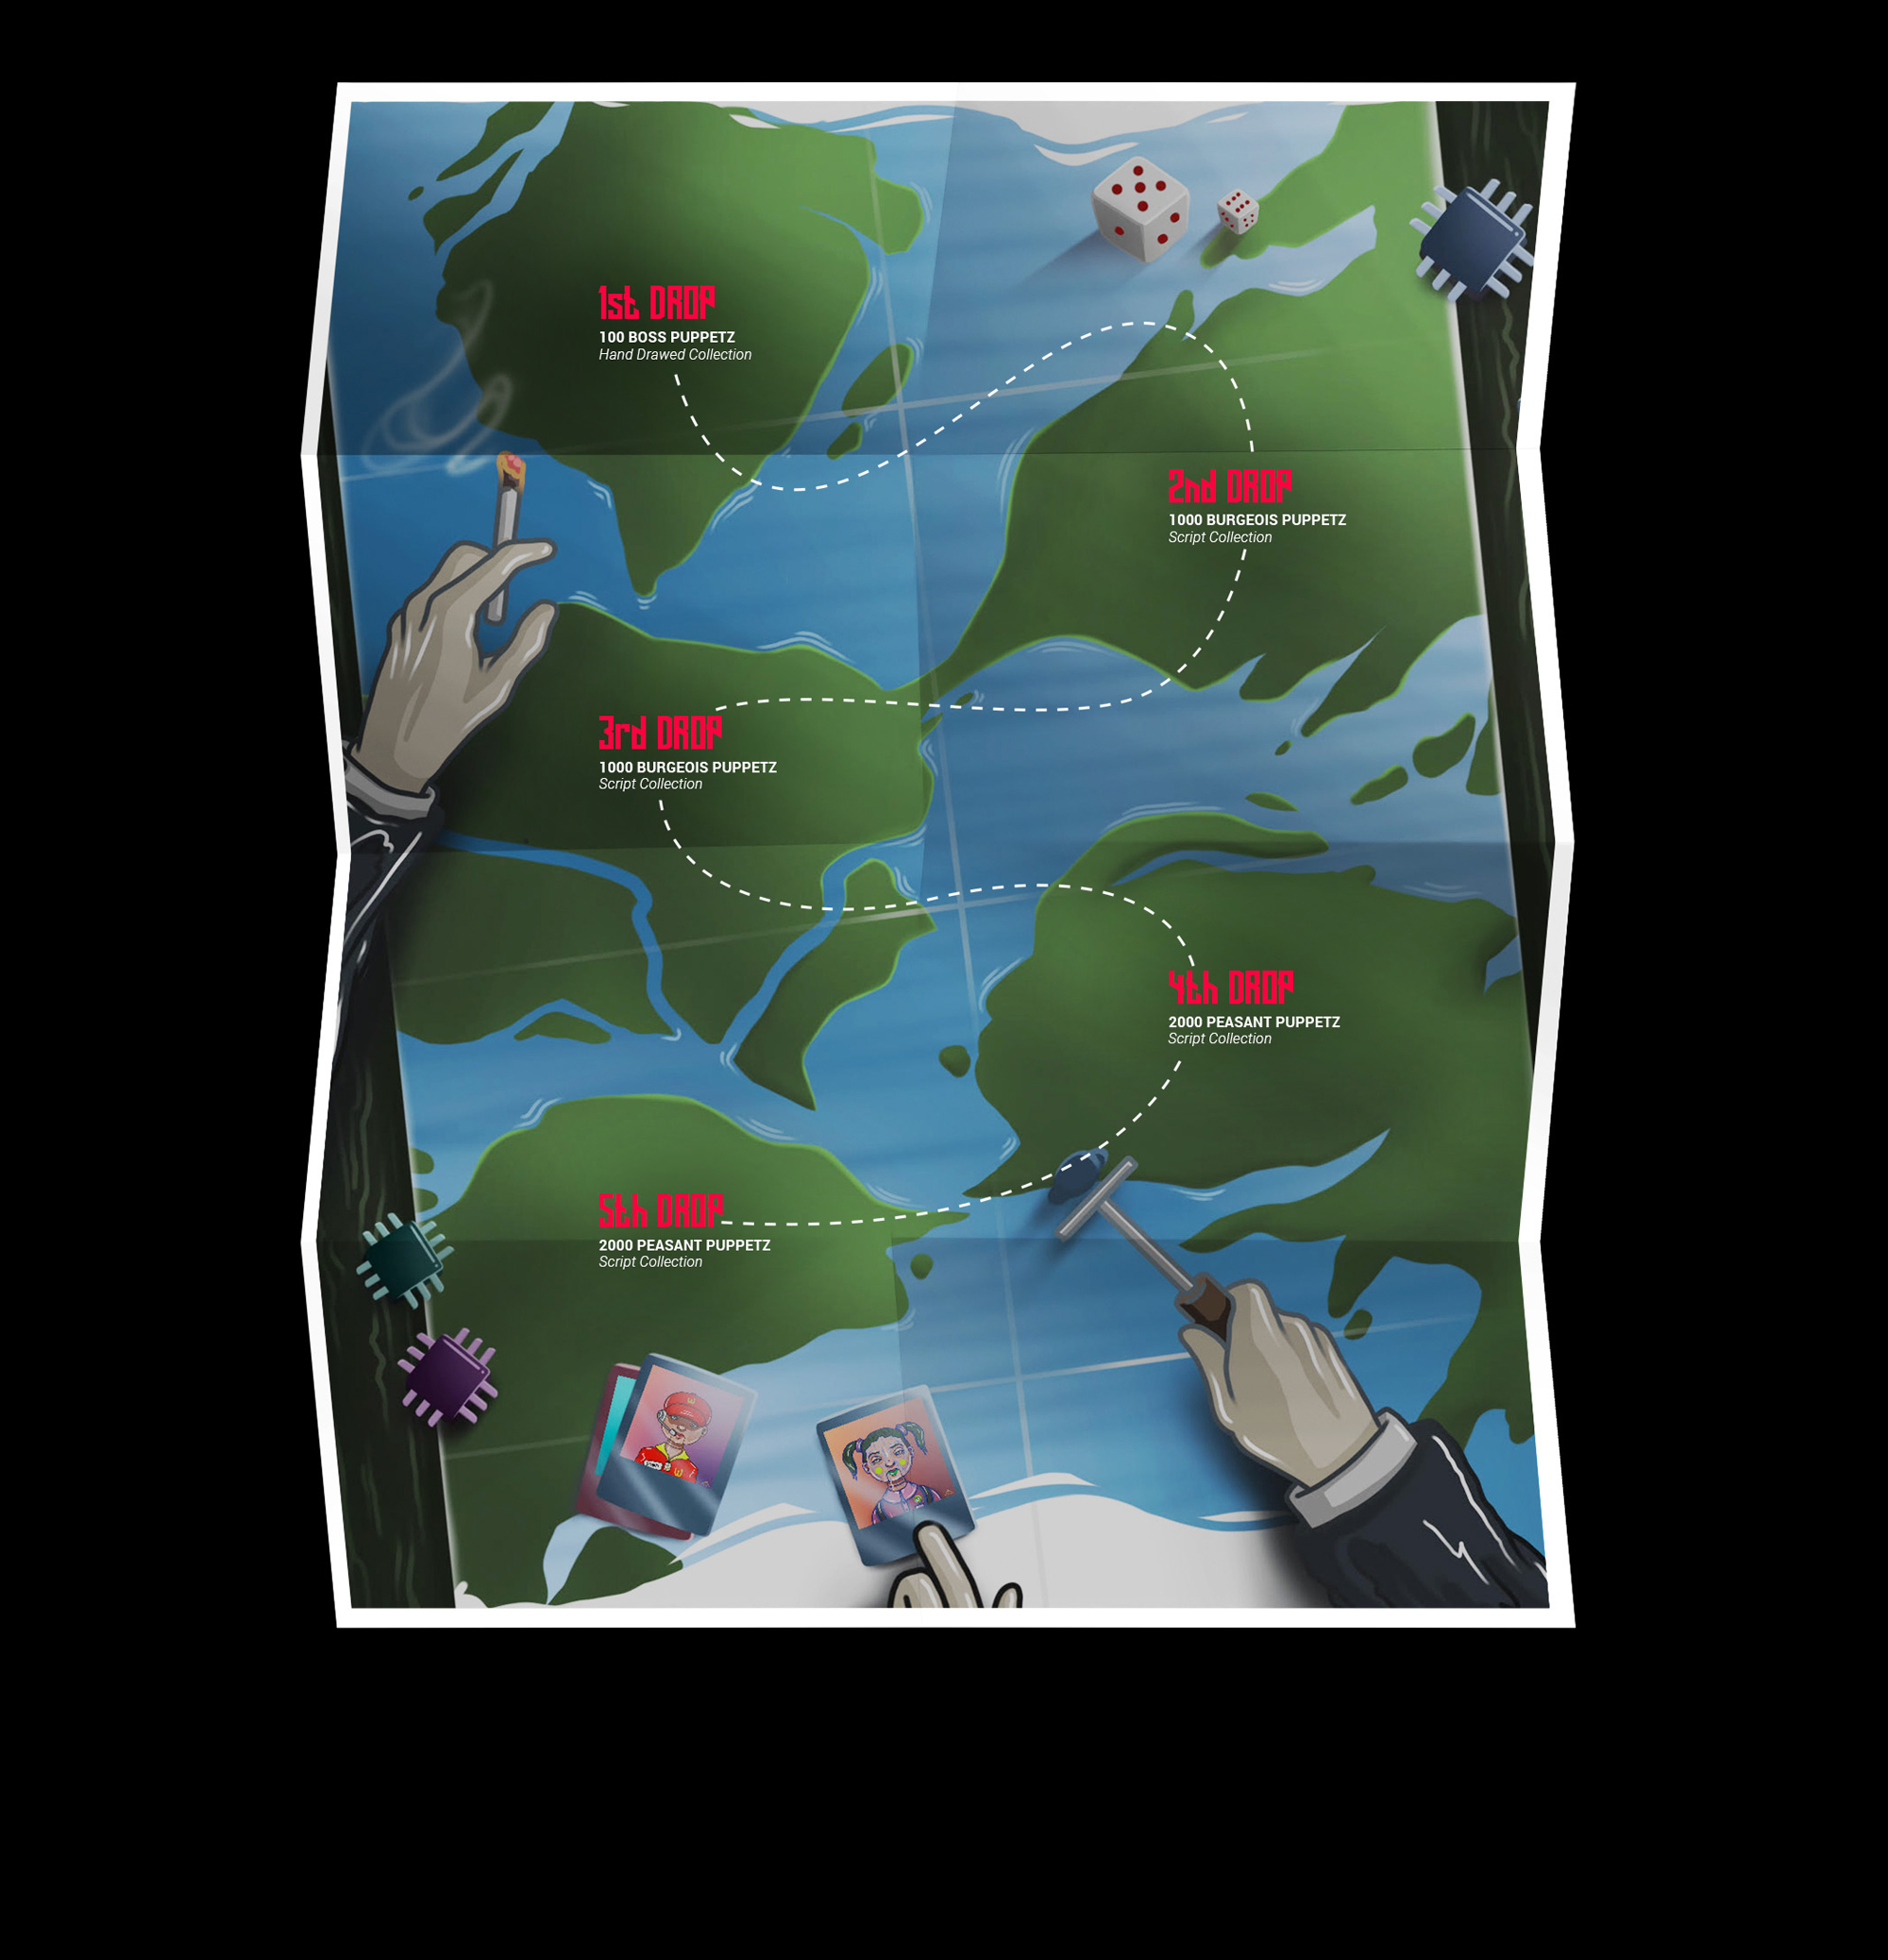 1st DROP
100 BOSS PUPPETZ
Hand Drawed Collection
2nd DROP
1000 BURGEOIS PUPPETZ
Script Collection
3rd DROP
1000 BURGEOIS PUPPETZ
Script Collection
4th DROP
2000 PEASANT PUPPETZ
Script Collection
5th DROP
2000 PEASANT PUPPETZ
Script Collection